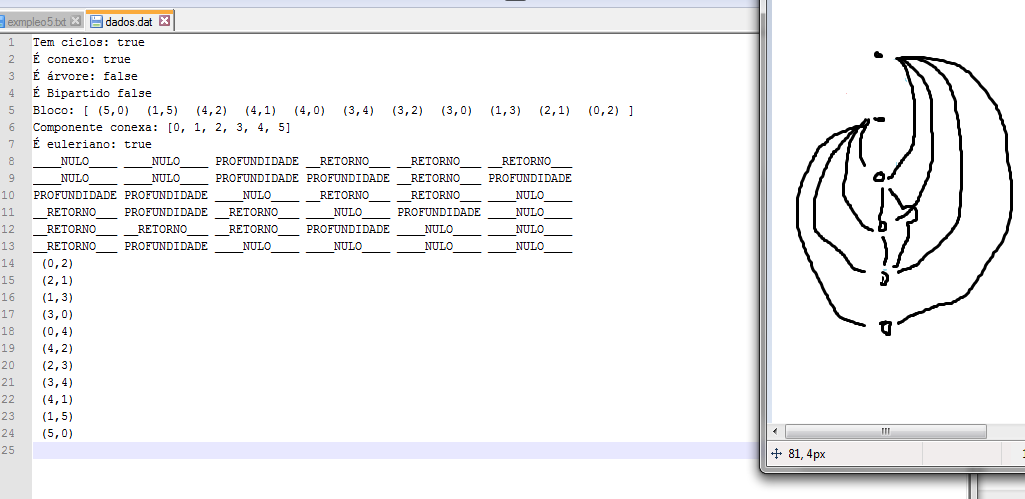 exmpleo5.txt dados.dat
1 Tem ciclos: true
2 É conexo: true
3 É árvore: false
4 É Bipartido false
5 Bloco: [ (5,0) (1,5) (4,2) (4,1) (4,0) (3,4) (3,2) (3,0) (1,3) (2,1) (0,2) ]
6 Componente conexa: [0, 1, 2, 3, 4, 5]
7 É euleriano: true
8 ____NULO____ ____NULO____ PROFUNDIDADE __RETORNO___ __RETORNO___ __RETORNO___
9 ____NULO____ ____NULO____ PROFUNDIDADE PROFUNDIDADE __RETORNO___ PROFUNDIDADE
10 PROFUNDIDADE PROFUNDIDADE ____NULO____ __RETORNO___ __RETORNO___ ____NULO____
11 __RETORNO___ PROFUNDIDADE __RETORNO___ ____NULO____ PROFUNDIDADE ____NULO____
12 __RETORNO___ __RETORNO___ __RETORNO___ PROFUNDIDADE ____NULO____ ____NULO____
13 __RETORNO___ PROFUNDIDADE ____NULO____ ____NULO____ ____NULO____ ____NULO____
14 (0,2)
15 (2,1)
16 (1,3)
17 (3,0)
18 (0,4)
19 (4,2)
20 (2,3)
21 (3,4)
22 (4,1)
23 (1,5)
24 (5,0)
25
81, 4px